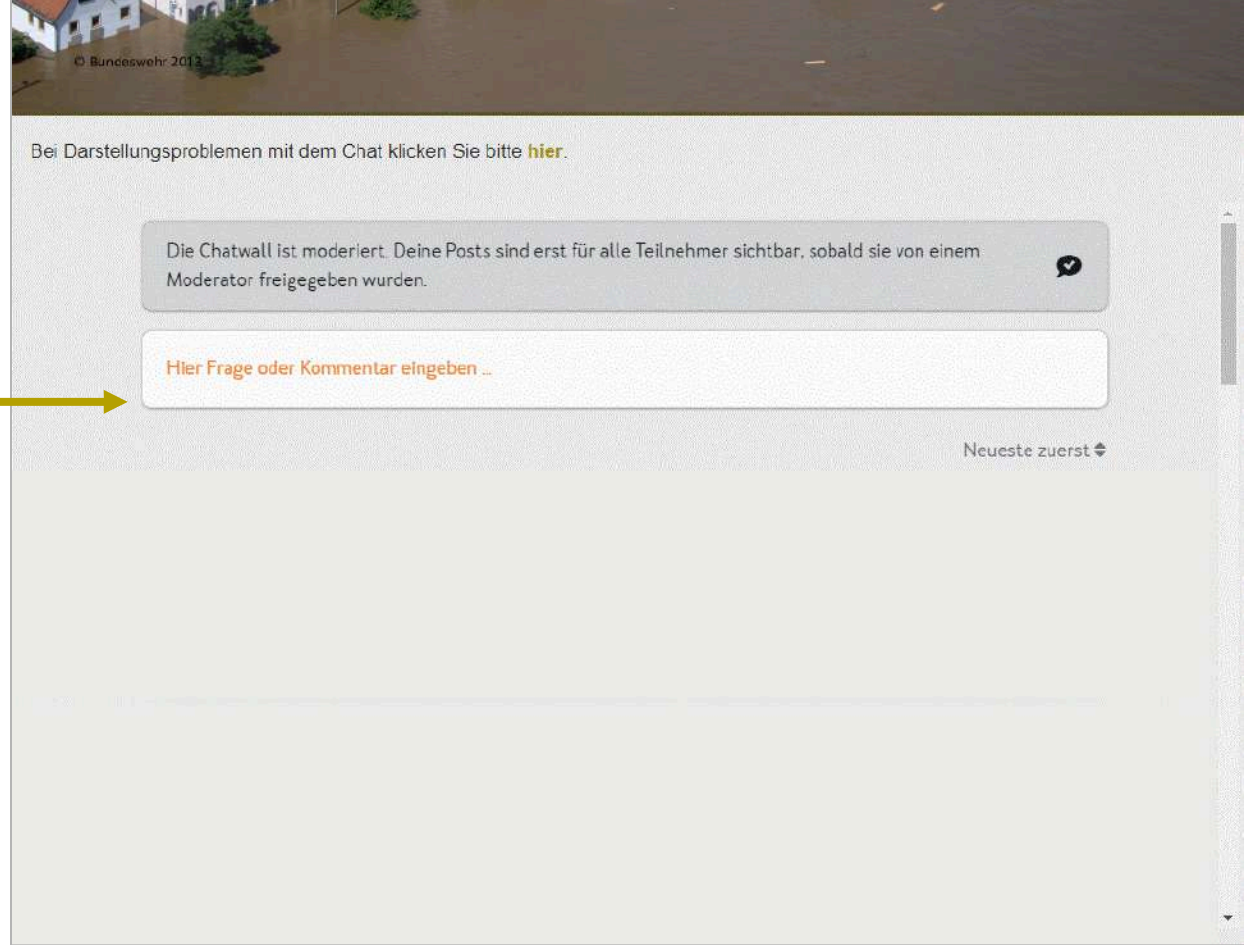 © Bundeswehr 2013
Bei Darstellungsproblemen mit dem Chat klicken Sie bitte hier.
Die Chatwall ist moderiert. Deine Posts sind erst für alle Teilnehmer sichtbar, sobald sie von einem
Moderator freigegeben wurden.
Hier Frage oder Kommentar eingeben ...
Neueste zuerst